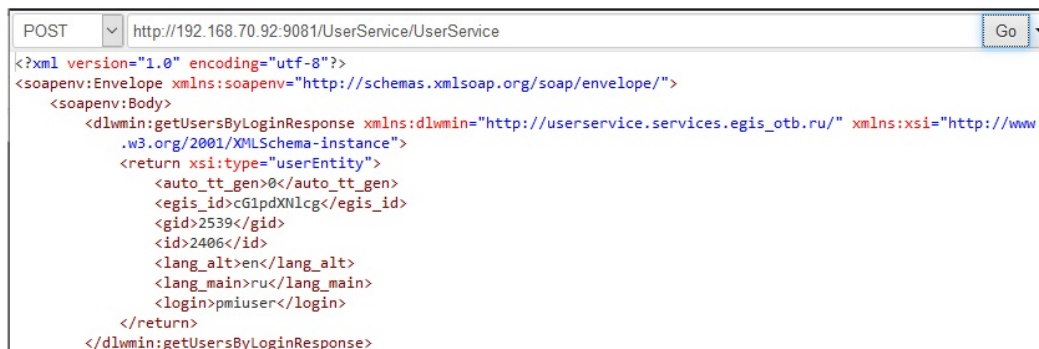 POST http://192.168.70.92:9081/UserService/UserService Go
<?xml version="1.0" encoding="utf-8"?>
<soapenv:Envelope xmlns:soapenv="http://schemas.xmlsoap.org/soap/envelope/">
<soapenv:Body>
<dlwmin:getUsersByLoginResponse xmlns:dlwmin="http://userservice.services.egis_otb.ru/" xmlns:xsi="http://www
.w3.org/2001/XMLSchema-instance">
<return xsi:type="userEntity">
<auto_tt_gen>0</auto_tt_gen>
<egis_id>cG1pdXNlcg</egis_id>
<gid>2539</gid>
<id>2406</id>
<lang_alt>en</lang_alt>
<lang_main>ru</lang_main>
<login>pmiuser</login>
</return>
</dlwmin:getUsersByLoginResponse>